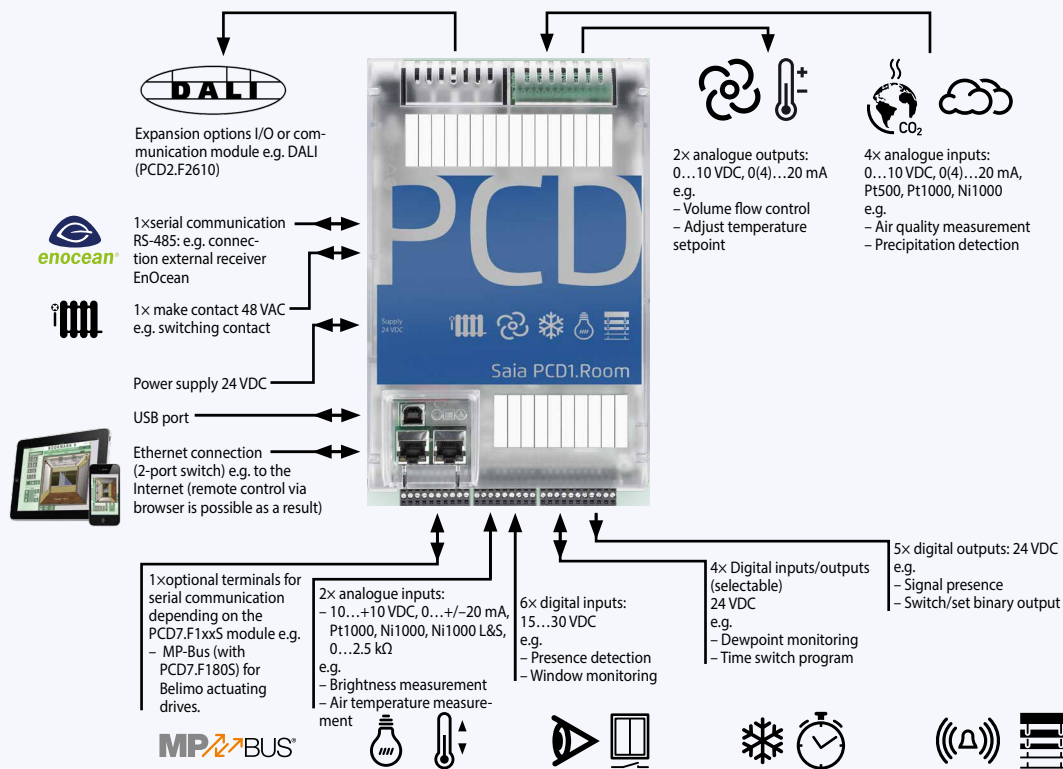 DALI
Expansion options I/O or com-
munication module e.g. DALI
(PCD2.F2610)
2× analogue outputs:
0…10 VDC, 0(4)…20 mA
e.g.
– Volume flow control
– Adjust temperature
setpoint
CO2
4× analogue inputs:
0…10 VDC, 0(4)…20 mA,
Pt500, Pt1000, Ni1000
e.g.
– Air quality measurement
– Precipitation detection
enocean®
1×serial communication
RS-485: e.g. connec-
tion external receiver
EnOcean
1× make contact 48 VAC
e.g. switching contact
Power supply 24 VDC
USB port
Ethernet connection
(2-port switch) e.g. to the
Internet (remote control via
browser is possible as a result)
PCD
Supply
24 VDC
Saia PCD1.Room
1×optional terminals for
serial communication
depending on the
PCD7.F1xxS module e.g.
– MP-Bus (with
PCD7.F180S) for
Belimo actuating
drives.
MP BUS®
2× analogue inputs:
– 10…+10 VDC, 0…+/–20 mA,
Pt1000, Ni1000, Ni1000 L&S,
0…2.5 kΩ
e.g.
– Brightness measurement
– Air temperature measure-
ment
6× digital inputs:
15…30 VDC
e.g.
– Presence detection
– Window monitoring
4× Digital inputs/outputs
(selectable)
24 VDC
e.g.
– Dewpoint monitoring
– Time switch program
5× digital outputs: 24 VDC
e.g.
– Signal presence
– Switch/set binary output